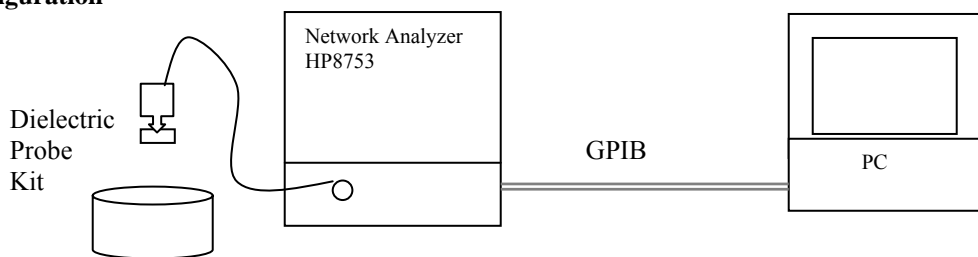 guration
Network Analyzer
HP8753
Dielectric
Probe
Kit
GPIB
PC